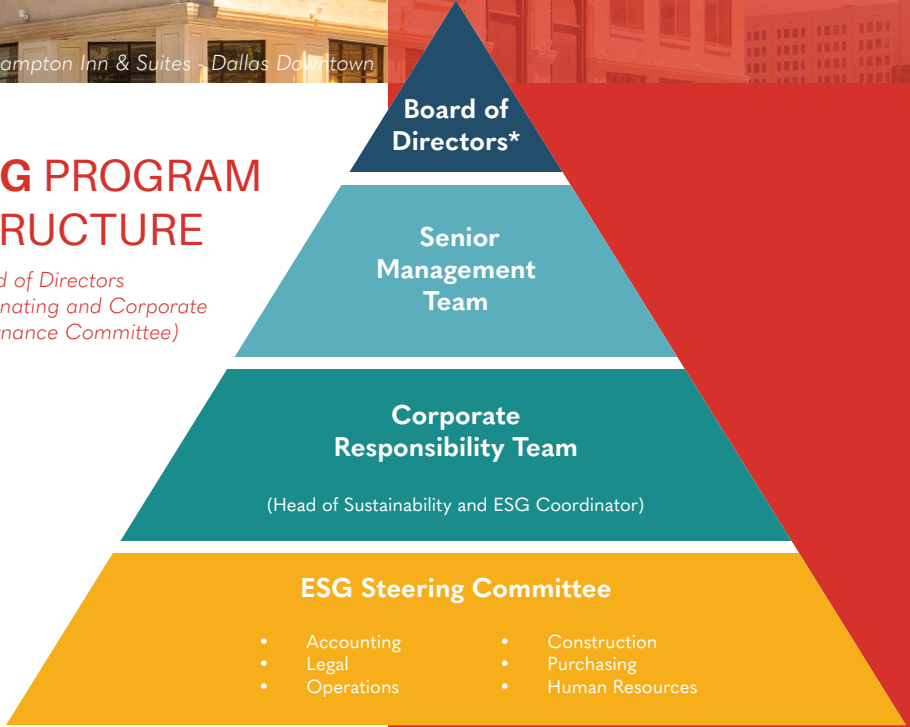 ampton Inn & Suites - Dallas Downtown
G PROGRAM
RUCTURE
d of Directors
nating and Corporate
nance Committee)
Board of
Directors*
Senior
Management
Team
Corporate
Responsibility Team
(Head of Sustainability and ESG Coordinator)
ESG Steering Committee
• Accounting
• Legal
• Operations
• Construction
• Purchasing
• Human Resources